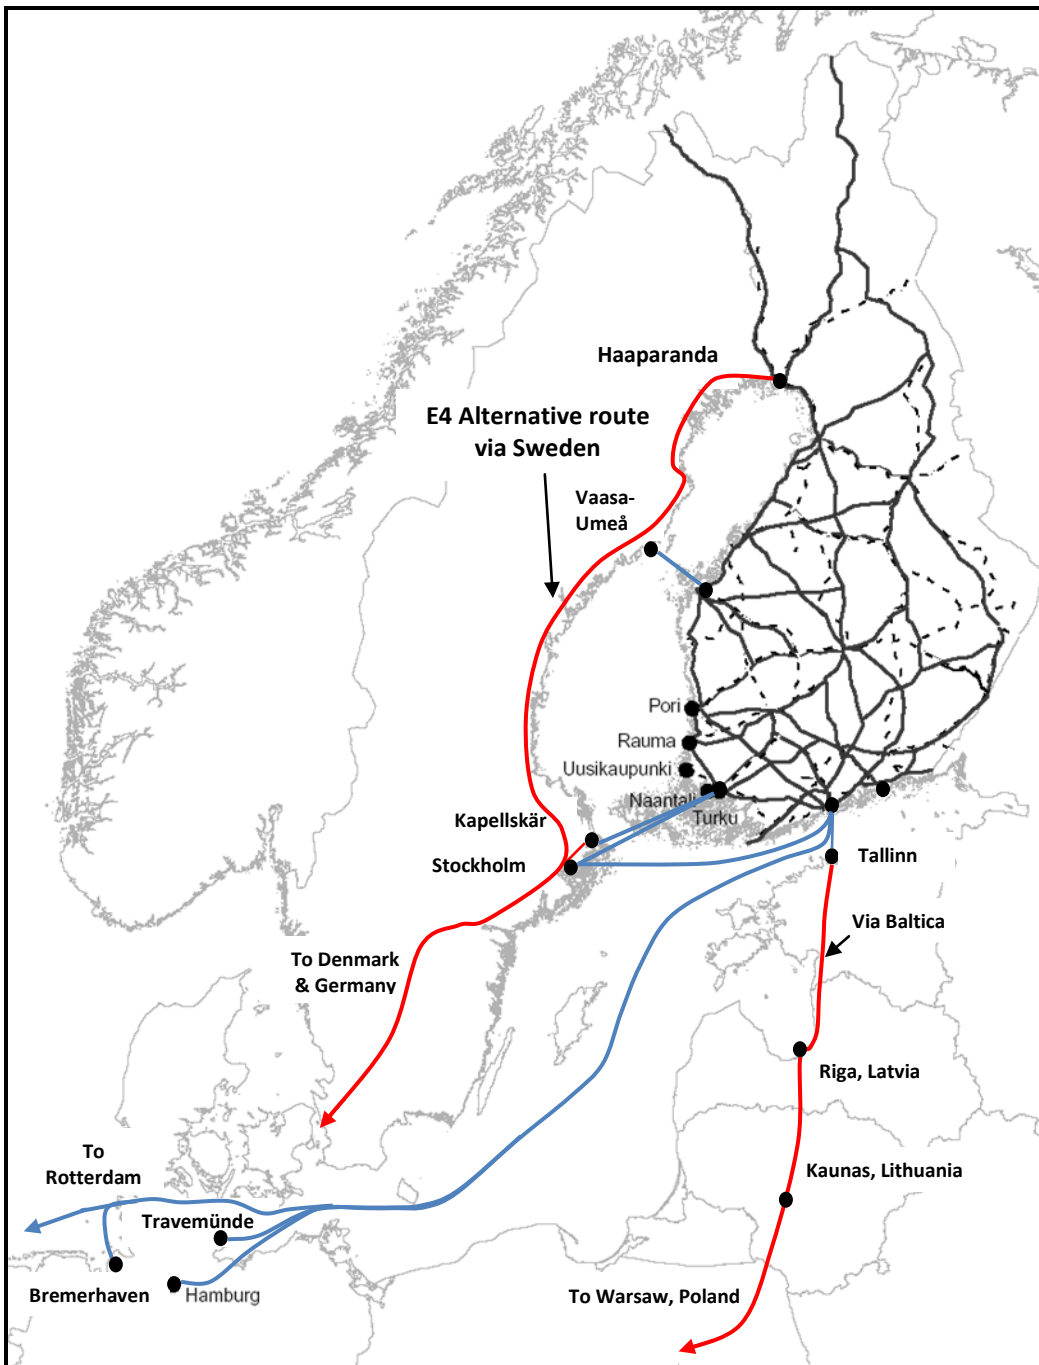 Haaparanda
E4 Alternative route
via Sweden
Vaasa-
Umeå
Pori
Rauma
Uusikaupunki
Naantali
Turku
Kapellskär
Stockholm
Tallinn
Via Baltica
To Denmark
& Germany
Riga, Latvia
To
Rotterdam
Kaunas, Lithuania
Travemünde
Bremerhaven
Hamburg
To Warsaw, Poland